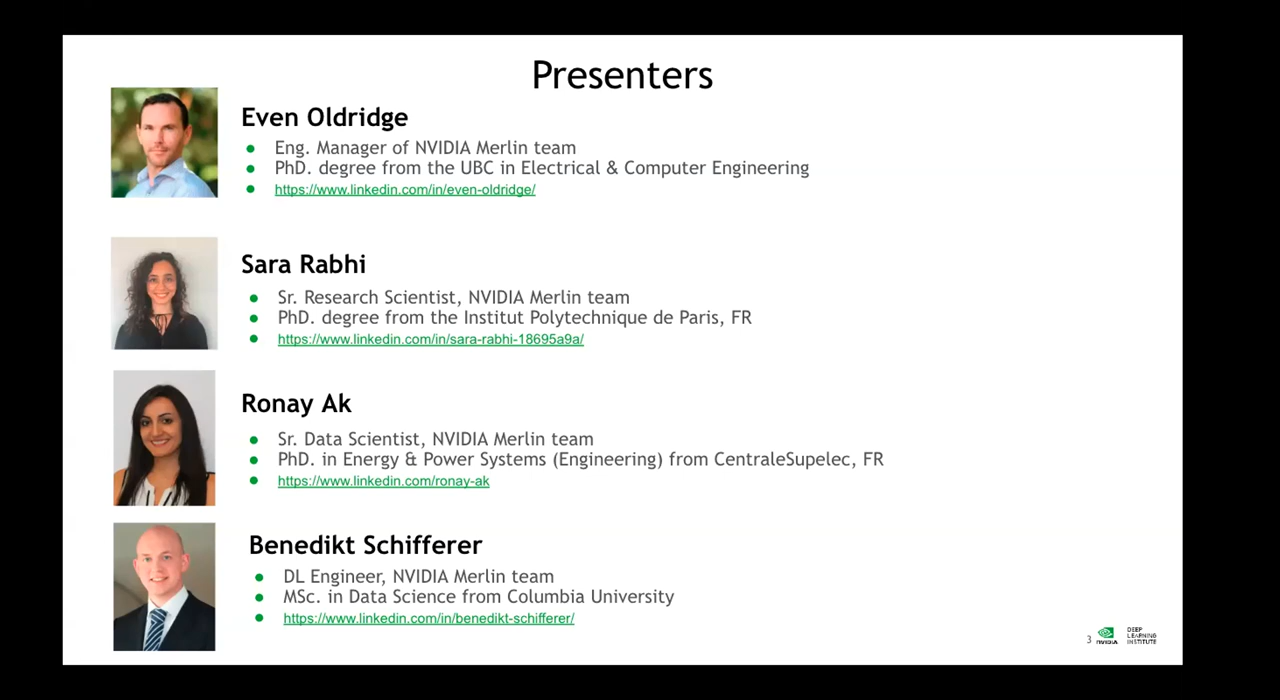 Presenters
Even Oldridge
● Eng. Manager of NVIDIA Merlin team
● PhD. degree from the UBC in Electrical & Computer Engineering
● https://www.linkedin.com/in/even-oldridge/
Sara Rabhi
● Sr. Research Scientist, NVIDIA Merlin team
● PhD. degree from the Institut Polytechnique de Paris, FR
● https://www.linkedin.com/in/sara-rabhi-18695a9a/
Ronay Ak
● Sr. Data Scientist, NVIDIA Merlin team
● PhD. in Energy & Power Systems (Engineering) from CentraleSupelec, FR
● https://www.linkedin.com/ronay-ak
Benedikt Schifferer
● DL Engineer, NVIDIA Merlin team
● MSc. in Data Science from Columbia University
● https://www.linkedin.com/in/benedikt-schifferer/
3
NVIDIA
DEEP
LEARNING
INSTITUTE